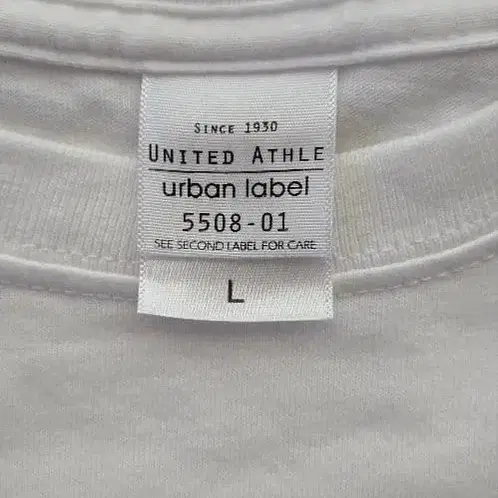 SINCE 1930
UNITED ATHLE
urban label
5508-01
SEE SECOND LABEL FOR CARE
L